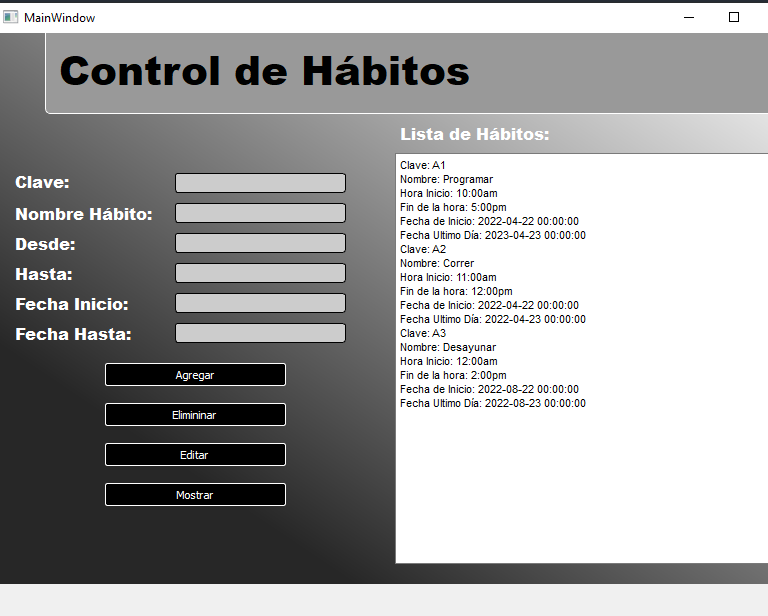 MainWindow
Control de Hábitos
Lista de Hábitos:
Clave:
Nombre Hábito:
Desde:
Hasta:
Fecha Inicio:
Fecha Hasta:
Agregar
Elimininar
Editar
Mostrar
Clave: A1
Nombre: Programar
Hora Inicio: 10:00am
Fin de la hora: 5:00pm
Fecha de Inicio: 2022-04-22 00:00:00
Fecha Ultimo Día: 2023-04-23 00:00:00
Clave: A2
Nombre: Correr
Hora Inicio: 11:00am
Fin de la hora: 12:00pm
Fecha de Inicio: 2022-04-22 00:00:00
Fecha Ultimo Día: 2022-04-23 00:00:00
Clave: A3
Nombre: Desayunar
Hora Inicio: 12:00am
Fin de la hora: 2:00pm
Fecha de Inicio: 2022-08-22 00:00:00
Fecha Ultimo Día: 2022-08-23 00:00:00